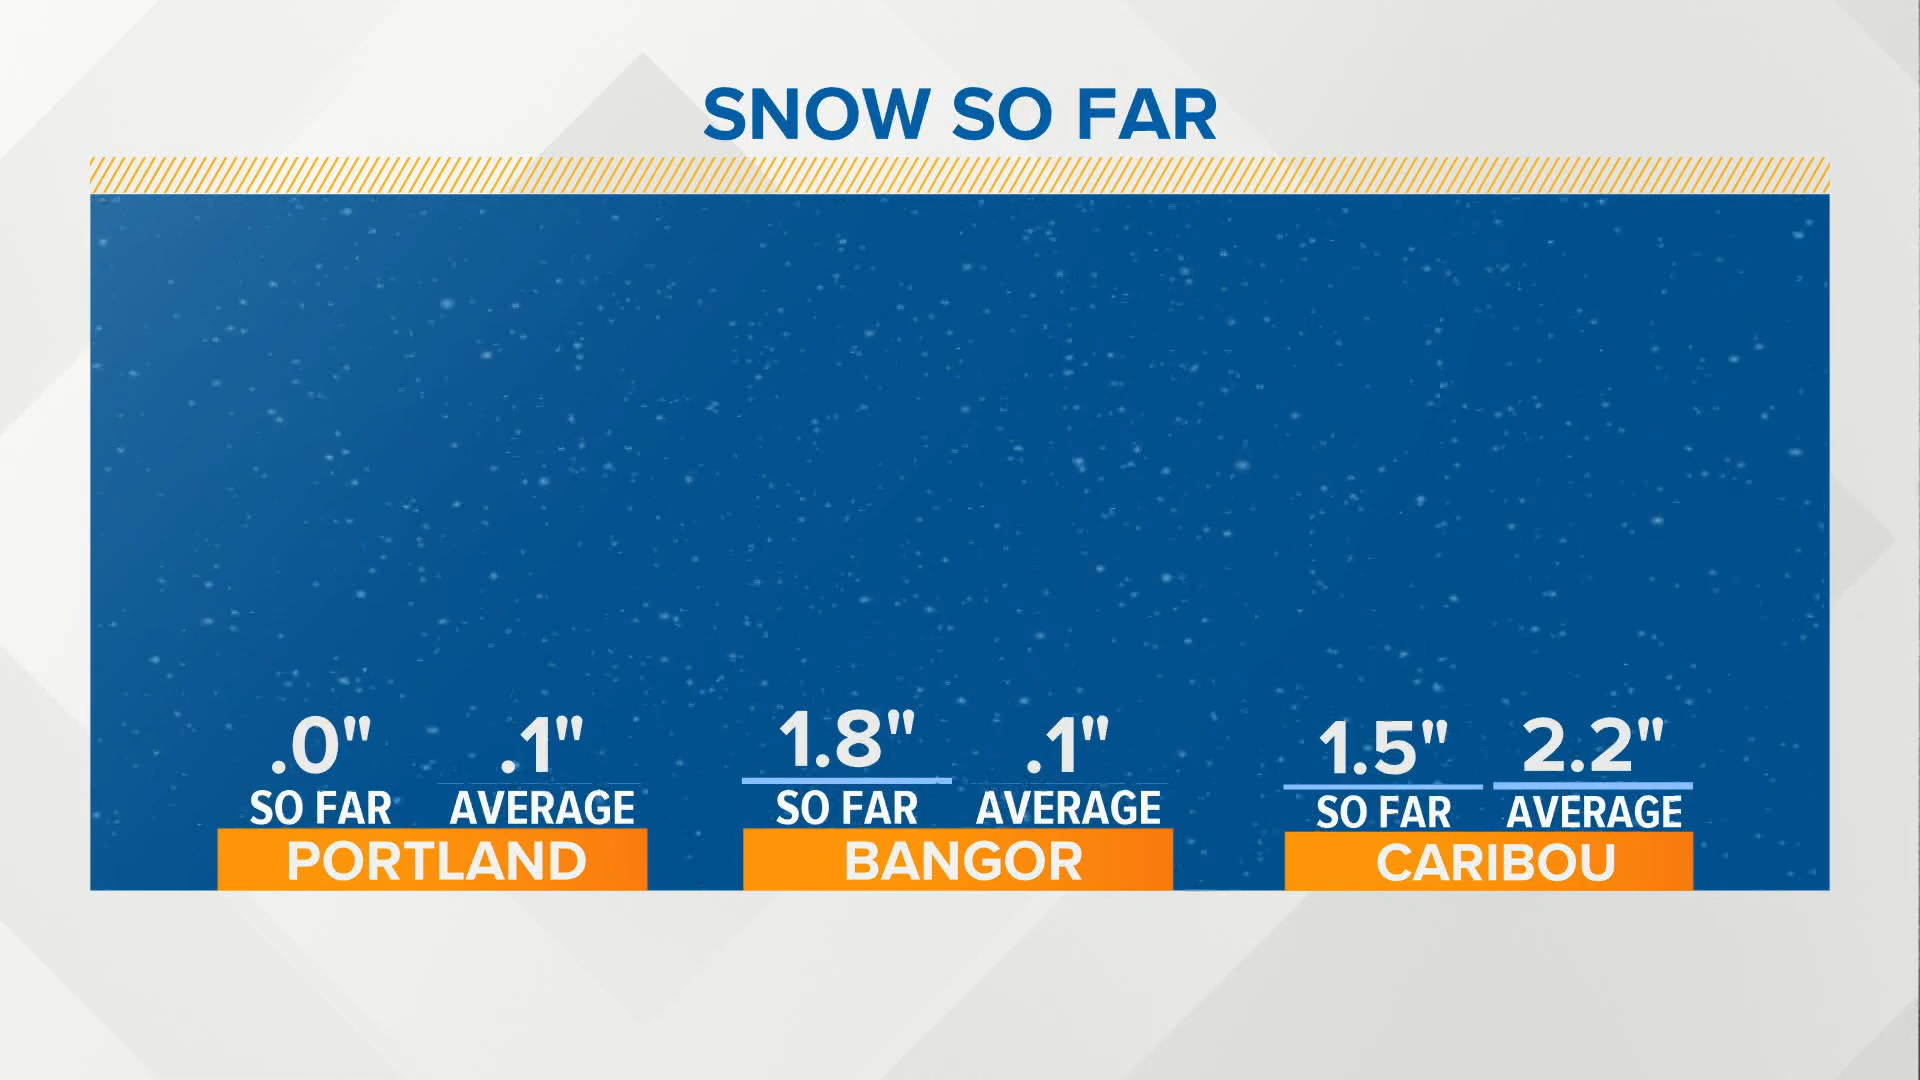 SNOW SO FAR
.0" .1" 1.8" .1" 1.5" 2.2"
SO FAR AVERAGE SO FAR AVERAGE SO FAR AVERAGE
PORTLAND BANGOR CARIBOU